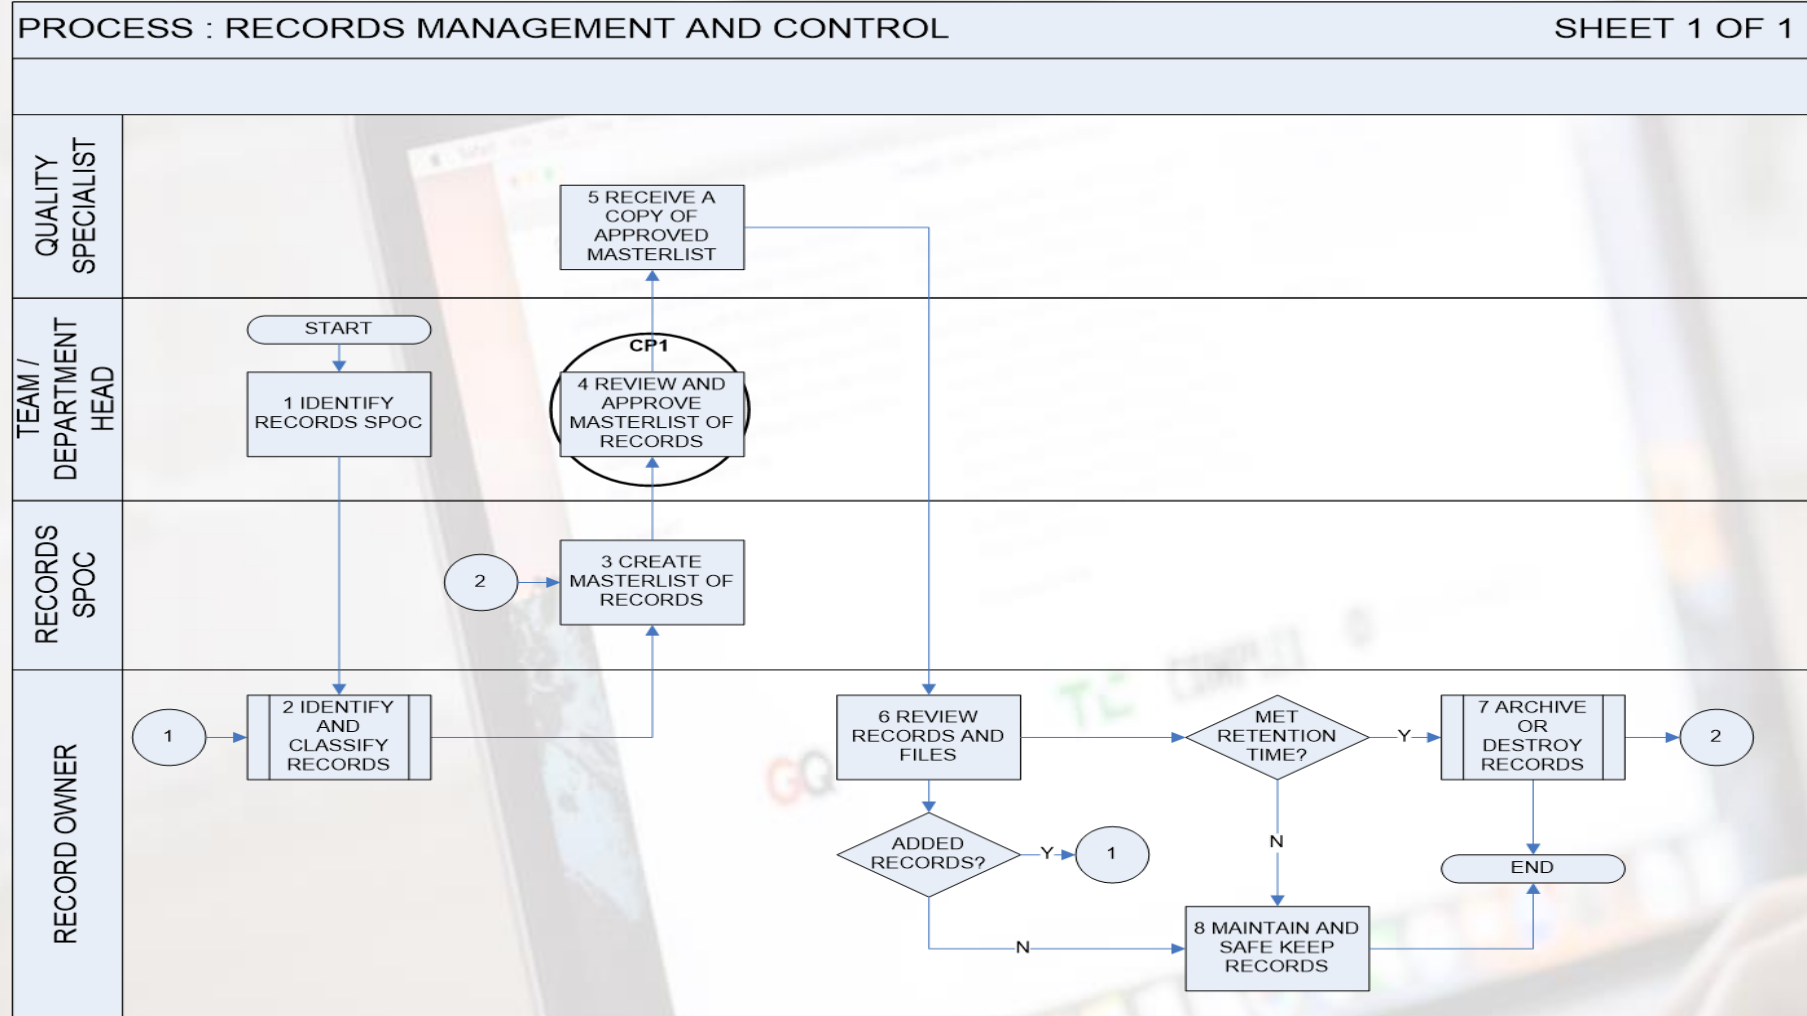 PROCESS : RECORDS MANAGEMENT AND CONTROL
SHEET 1 OF 1
QUALITY
SPECIALIST
5 RECEIVE A
COPY OF
APPROVED
MASTERLIST
TEAM /
DEPARTMENT
HEAD
START
1 IDENTIFY
RECORDS SPOC
CP1
4 REVIEW AND
APPROVE
MASTERLIST OF
RECORDS
RECORDS
SPOC
2
3 CREATE
MASTERLIST OF
RECORDS
RECORD OWNER
1
2 IDENTIFY
AND
CLASSIFY
RECORDS
6 REVIEW
RECORDS AND
FILES
MET
RETENTION
TIME?
Y
7 ARCHIVE
OR
DESTROY
RECORDS
2
ADDED
RECORDS?
Y
1
N
END
N
8 MAINTAIN AND
SAFE KEEP
RECORDS